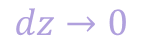 dz → 0